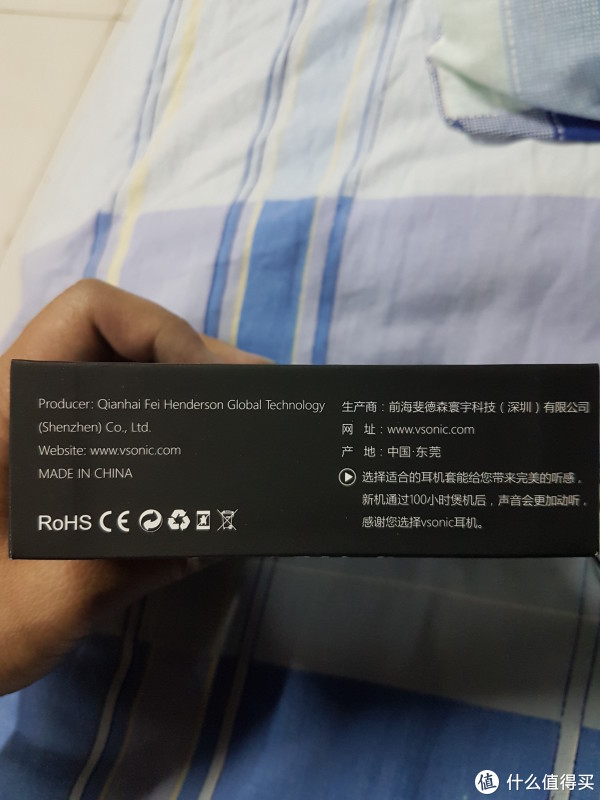 Producer: Qianhai Fei Henderson Global Technology
(Shenzhen) Co., Ltd.
Website: www.vsonic.com
MADE IN CHINA
RoHS CE
生产商：前海斐德森寰宇科技（深圳）有限公司
网 址：www.vsonic.com
产 地：中国·东莞
选择适合的耳机套能给您带来完美的听感，
新机通过100小时煲机后，声音会更加动听，
感谢您选择vsonic耳机。
值 什么值得买